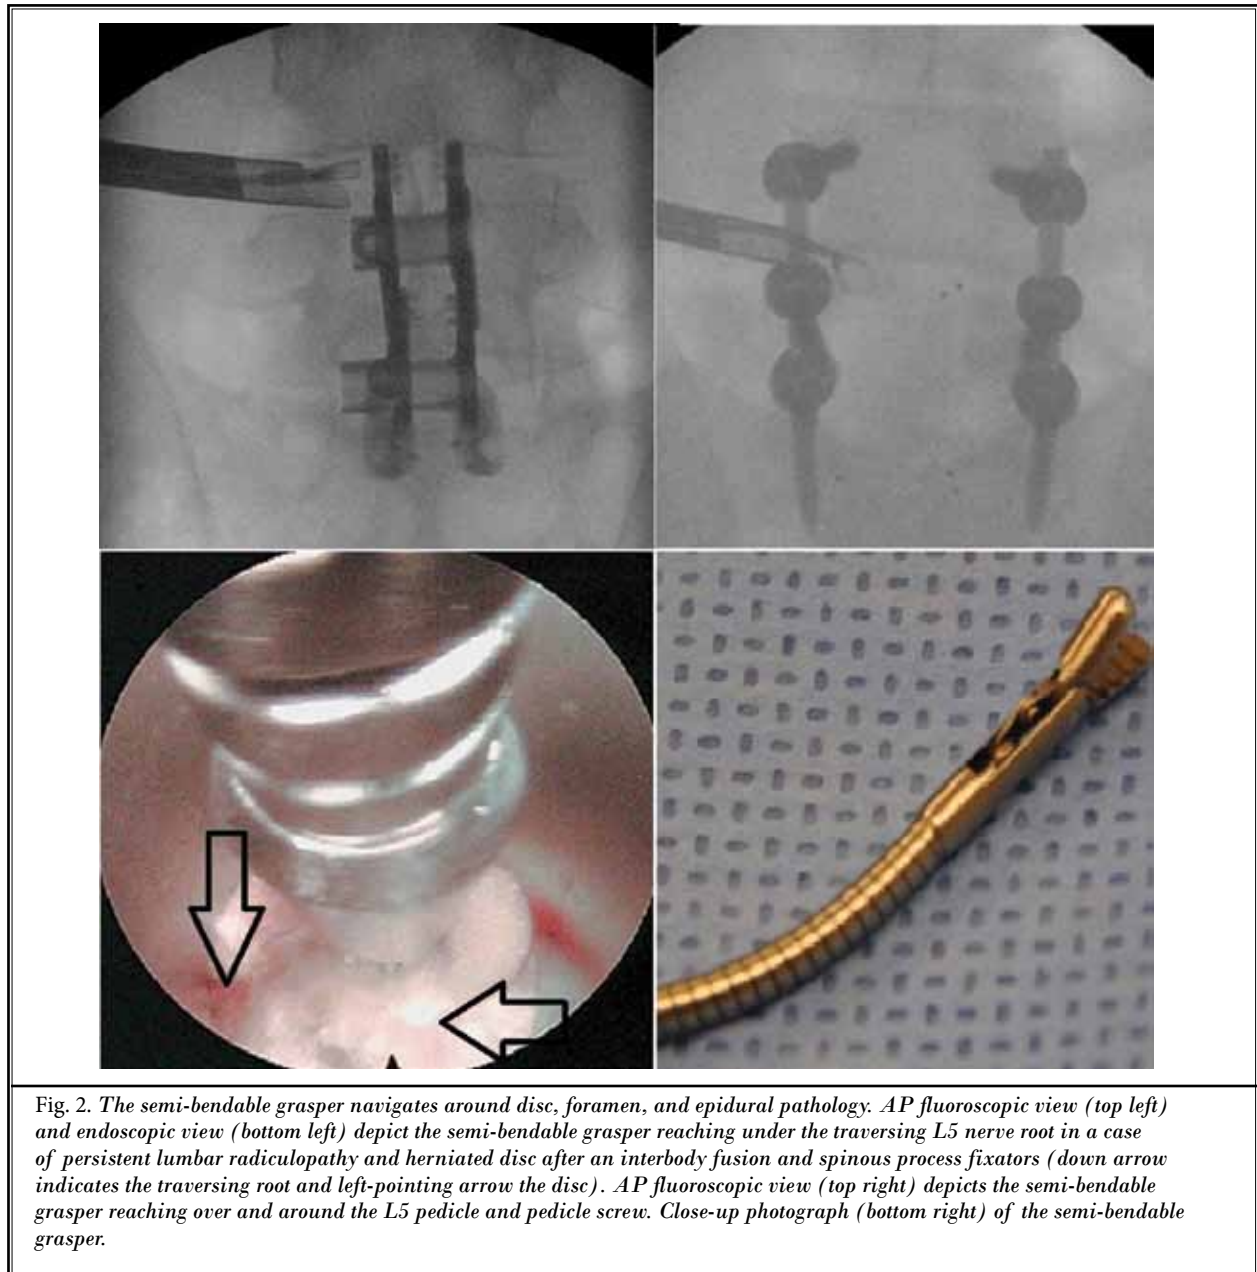 Fig. 2. The semi-bendable grasper navigates around disc, foramen, and epidural pathology. AP fluoroscopic view (top left)
and endoscopic view (bottom left) depict the semi-bendable grasper reaching under the traversing L5 nerve root in a case
of persistent lumbar radiculopathy and herniated disc after an interbody fusion and spinous process fixators (down arrow
indicates the traversing root and left-pointing arrow the disc). AP fluoroscopic view (top right) depicts the semi-bendable
grasper reaching over and around the L5 pedicle and pedicle screw. Close-up photograph (bottom right) of the semi-bendable
grasper.